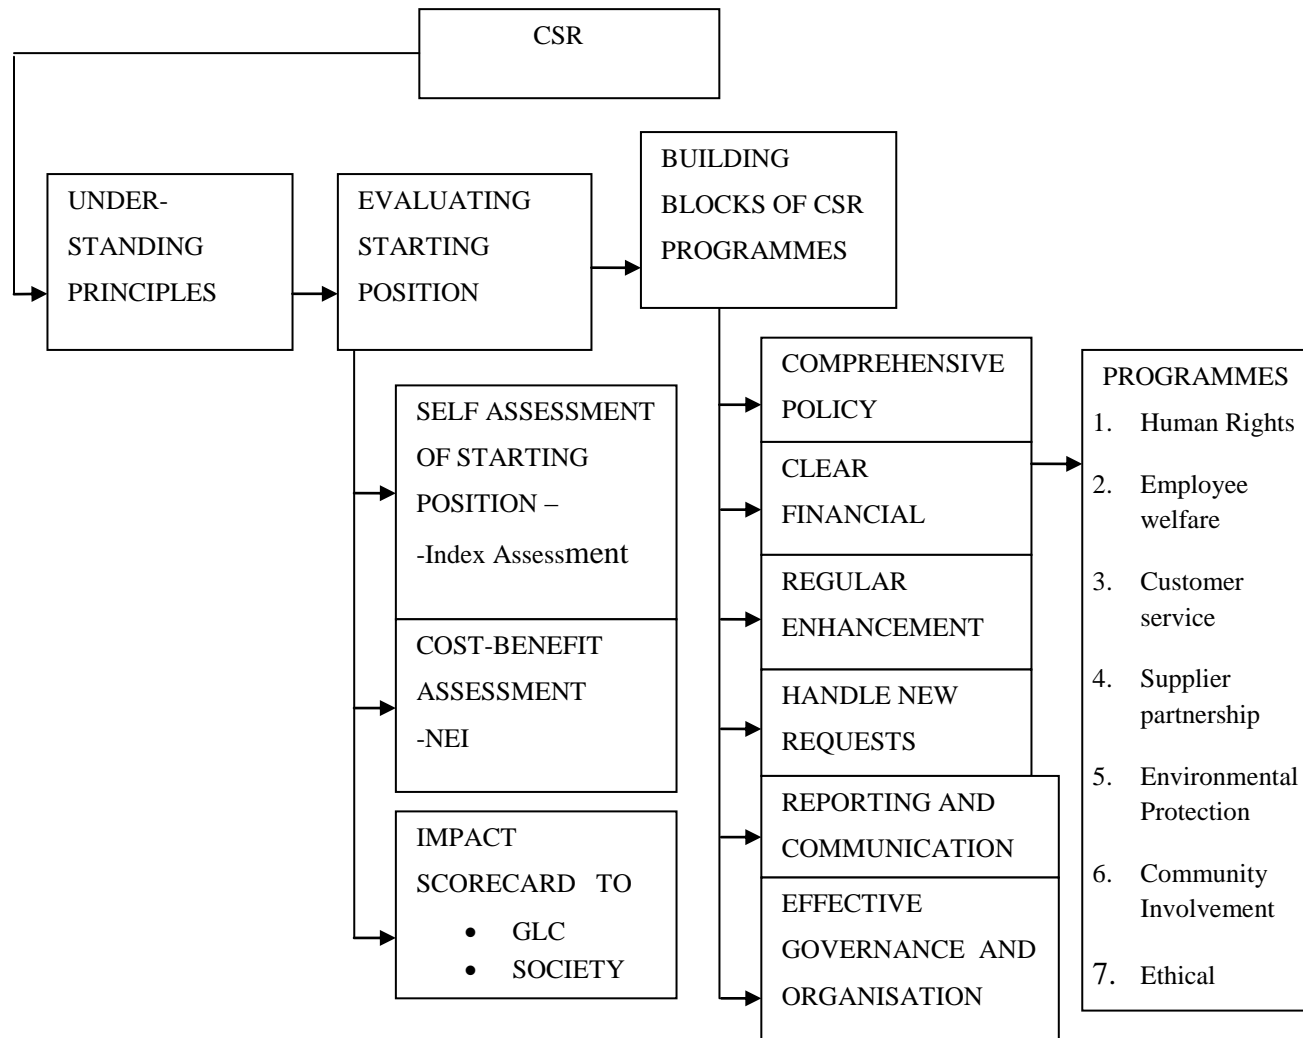 CSR
UNDER-
STANDING
PRINCIPLES
EVALUATING
STARTING
POSITION
BUILDING
BLOCKS OF CSR
PROGRAMMES
SELF ASSESSMENT
OF STARTING
POSITION –
-Index Assessment
COST-BENEFIT
ASSESSMENT
-NEI
IMPACT
SCORECARD TO
• GLC
• SOCIETY
COMPREHENSIVE
POLICY
CLEAR
FINANCIAL
REGULAR
ENHANCEMENT
HANDLE NEW
REQUESTS
REPORTING AND
COMMUNICATION
EFFECTIVE
GOVERNANCE AND
ORGANISATION
PROGRAMMES
1. Human Rights
2. Employee
welfare
3. Customer
service
4. Supplier
partnership
5. Environmental
Protection
6. Community
Involvement
7. Ethical